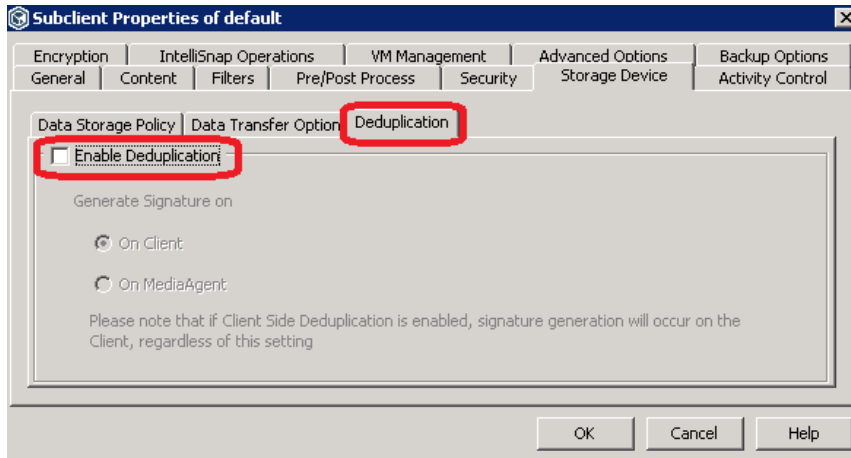 Subclient Properties of default
Encryption IntelliSnap Operations VM Management Advanced Options Backup Options
General Content Filters Pre/Post Process Security Storage Device Activity Control
Data Storage Policy Data Transfer Option Deduplication
Enable Deduplication
Generate Signature on
On Client
On MediaAgent
Please note that if Client Side Deduplication is enabled, signature generation will occur on the
Client, regardless of this setting
OK Cancel Help